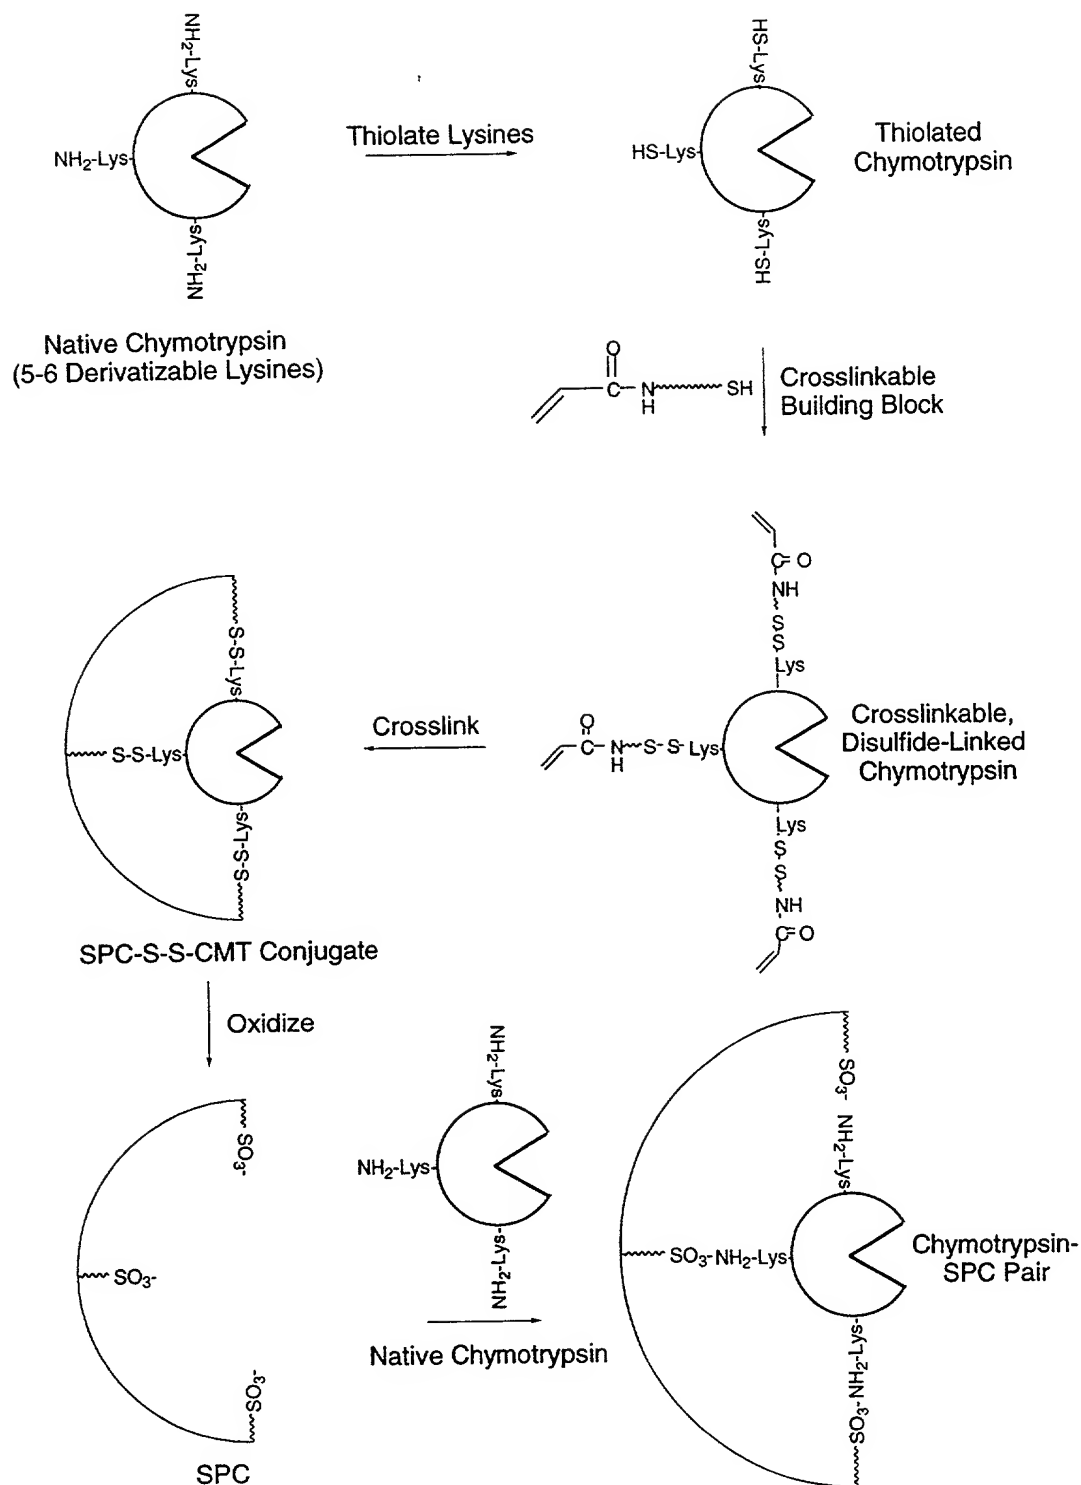 NH2-Lys
NH2-Lys
NH2-Lys
Native Chymotrypsin
(5-6 Derivatizable Lysines)
Thiolate Lysines
HS-Lys
HS-Lys
HS-Lys
Thiolated
Chymotrypsin
O
C
N
H
SH
Crosslinkable
Building Block
C=O
NH
S
S
Lys
O
C
N
H
S-S-Lys
Lys
S
S
NH
C=O
Crosslinkable,
Disulfide-Linked
Chymotrypsin
Crosslink
S-S-Lys
S-S-Lys
S-S-Lys
SPC-S-S-CMT Conjugate
Oxidize
SO3-
SO3-
SO3-
SPC
NH2-Lys
NH2-Lys
NH2-Lys
Native Chymotrypsin
SO3- NH2-Lys
SO3-NH2-Lys
SO3-NH2-Lys
Chymotrypsin-
SPC Pair